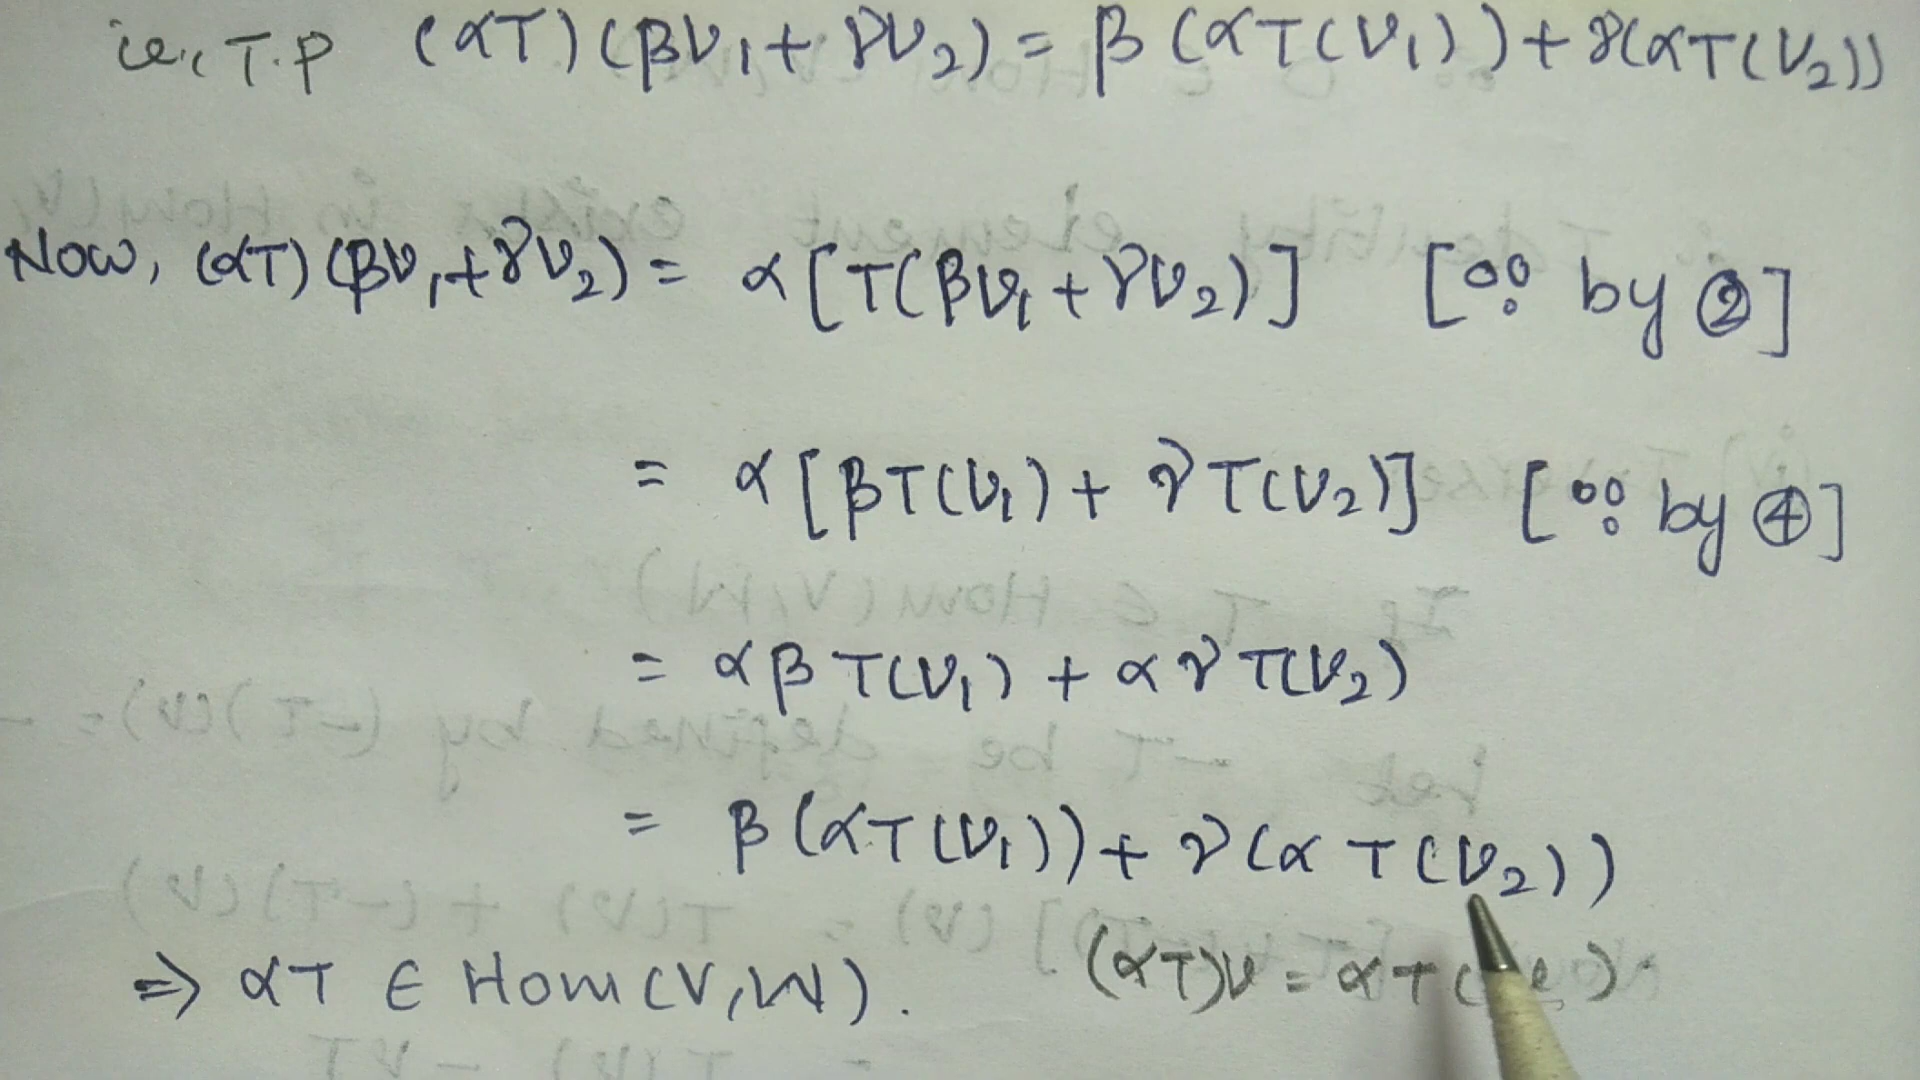 ie., T.P (αT)(βv₁+γv₂) = β(αT(v₁))+γ(αT(v₂))
Now, (αT)(βv₁+γv₂) = α[T(βv₁+γv₂)] [∵ by ②]
= α[βT(v₁)+γT(v₂)] [∵ by ④]
= αβT(v₁)+αγT(v₂)
= β(αT(v₁))+γ(αT(v₂))
⇒ αT ∈ Hom(V,W). (αT)v = αT(